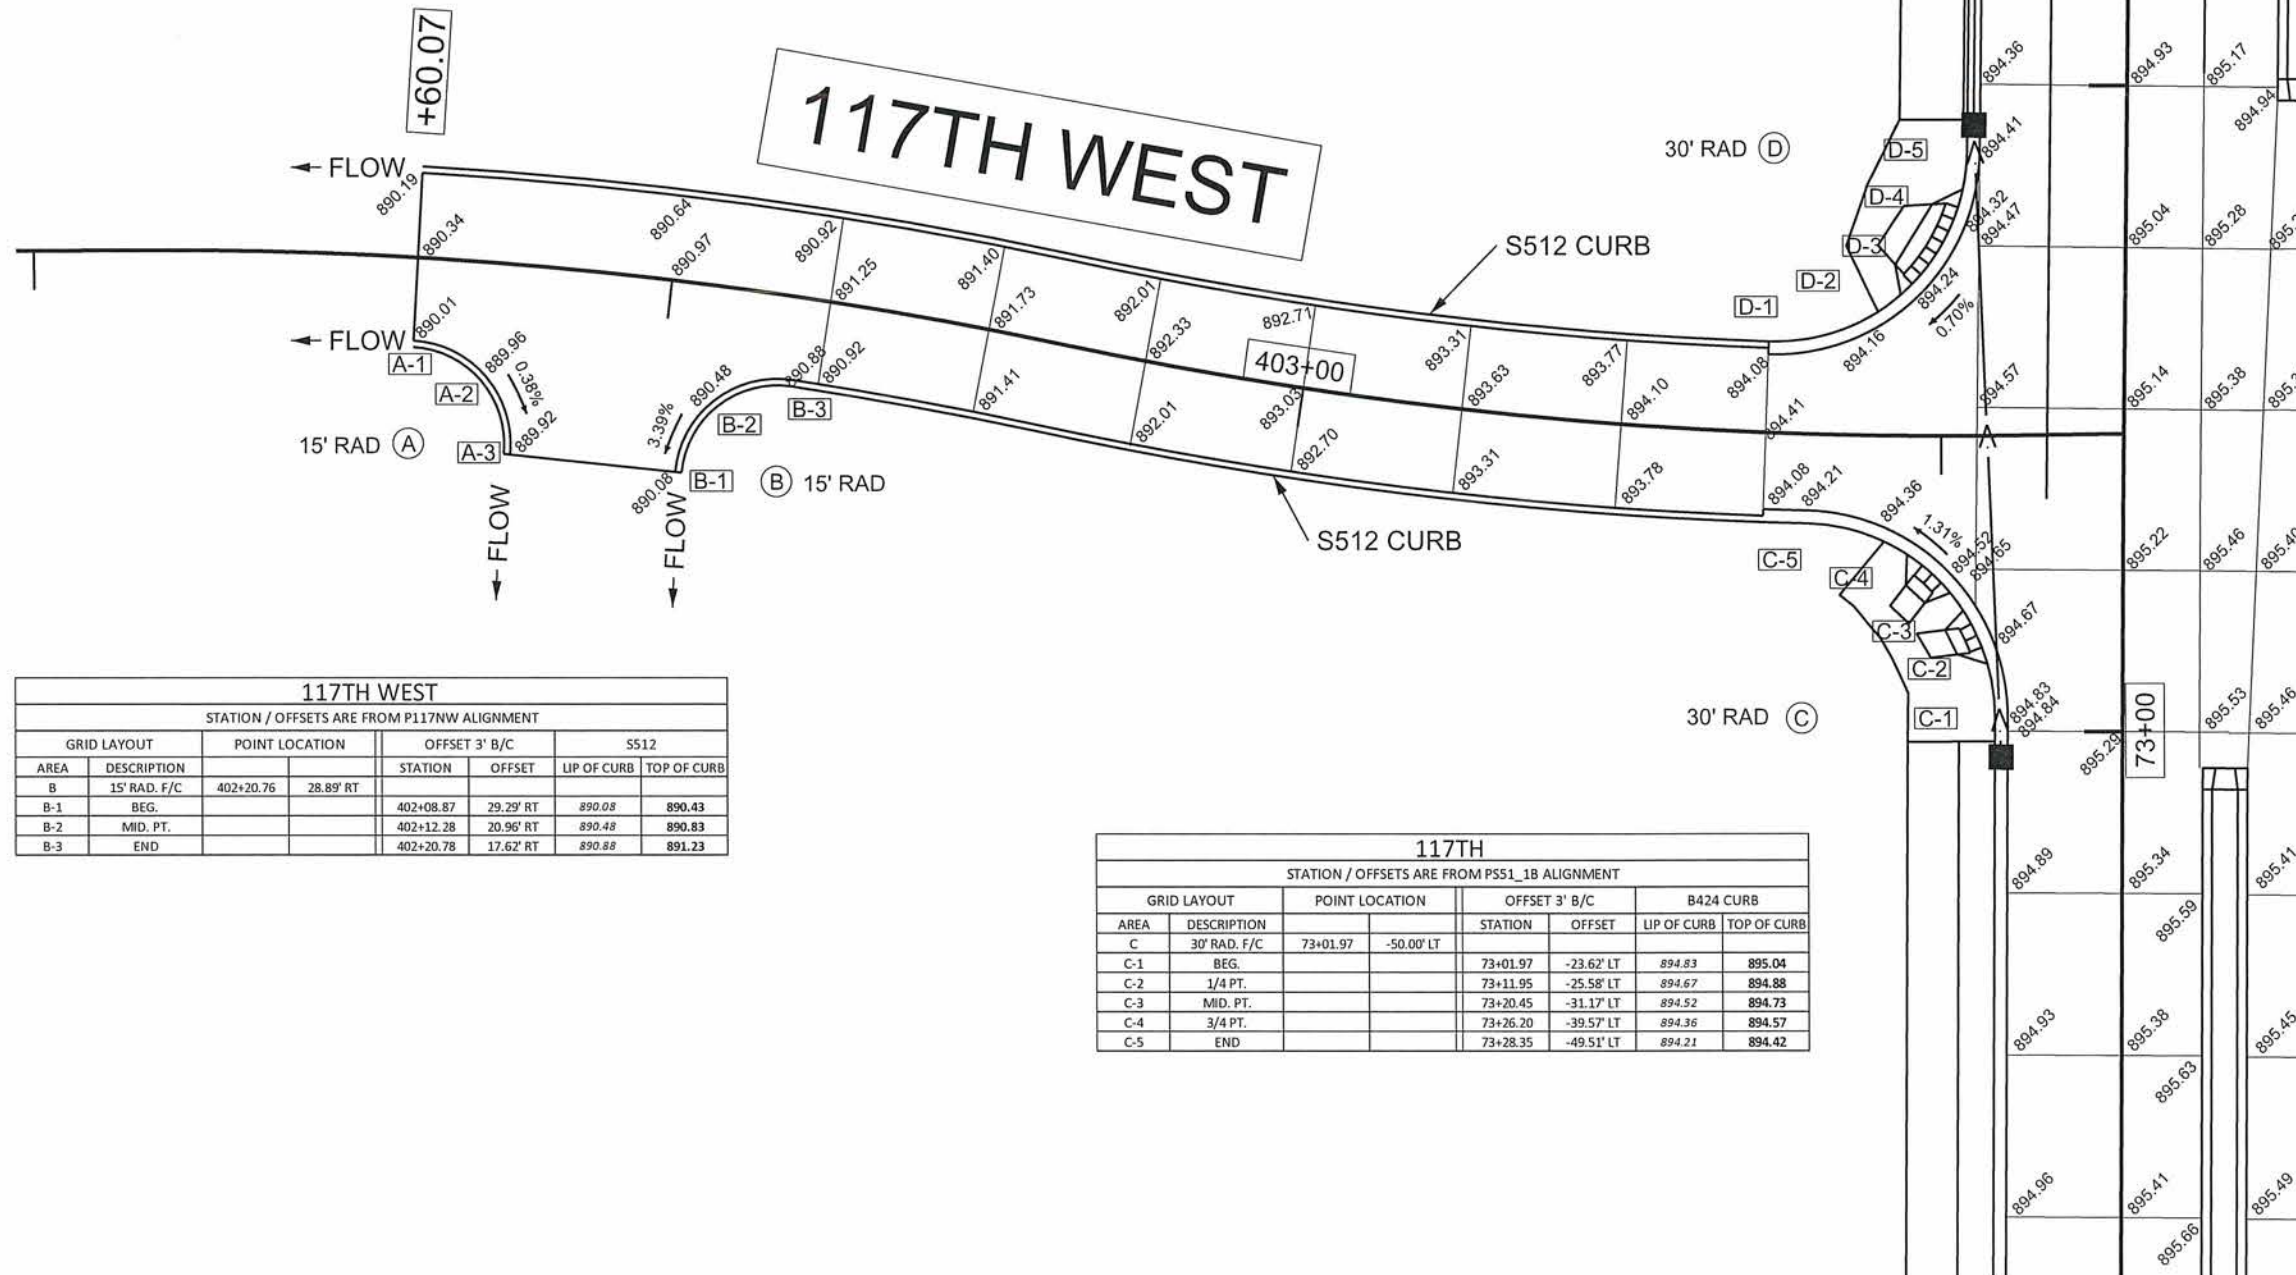 +60.07
117TH WEST
FLOW
890.19
890.34
890.64
890.97
890.92
891.25
891.40
891.73
892.01
892.33
892.71
403+00
893.03
893.31
893.63
893.77
894.10
894.08
894.41
S512 CURB
30' RAD D
D-5
D-4
D-3
D-2
D-1
894.36
894.41
894.32
894.47
894.24
0.70%
894.16
894.57
894.93
895.17
894.94
895.04
895.28
895.14
895.38
FLOW
890.01
A-1
889.96
0.38%
A-2
15' RAD A
A-3
889.92
FLOW
3.39%
890.48
890.88
890.92
B-2
B-3
890.08
B-1
B 15' RAD
FLOW
891.41
892.01
892.70
893.31
893.78
S512 CURB
894.08
894.21
894.36
1.31%
894.52
894.65
894.67
C-5
C-4
C-3
C-2
C-1
30' RAD C
894.83
894.84
895.22
895.46
895.29
73+00
895.53
895.46
894.89
895.34
895.41
895.59
894.93
895.38
895.45
895.63
894.96
895.41
895.49
895.66
117TH WEST
STATION / OFFSETS ARE FROM P117NW ALIGNMENT
GRID LAYOUT POINT LOCATION OFFSET 3' B/C S512
AREA DESCRIPTION STATION OFFSET LIP OF CURB TOP OF CURB
B 15' RAD. F/C 402+20.76 28.89' RT
B-1 BEG. 402+08.87 29.29' RT 890.08 890.43
B-2 MID. PT. 402+12.28 20.96' RT 890.48 890.83
B-3 END 402+20.78 17.62' RT 890.88 891.23
117TH
STATION / OFFSETS ARE FROM PS51_1B ALIGNMENT
GRID LAYOUT POINT LOCATION OFFSET 3' B/C B424 CURB
AREA DESCRIPTION STATION OFFSET LIP OF CURB TOP OF CURB
C 30' RAD. F/C 73+01.97 -50.00' LT
C-1 BEG. 73+01.97 -23.62' LT 894.83 895.04
C-2 1/4 PT. 73+11.95 -25.58' LT 894.67 894.88
C-3 MID. PT. 73+20.45 -31.17' LT 894.52 894.73
C-4 3/4 PT. 73+26.20 -39.57' LT 894.36 894.57
C-5 END 73+28.35 -49.51' LT 894.21 894.42